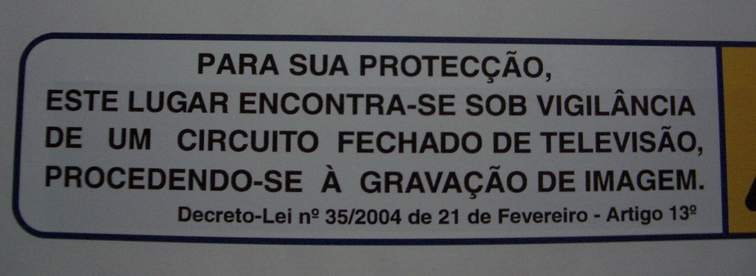 PARA SUA PROTECÇÃO,
ESTE LUGAR ENCONTRA-SE SOB VIGILÂNCIA
DE UM CIRCUITO FECHADO DE TELEVISÃO,
PROCEDENDO-SE À GRAVAÇÃO DE IMAGEM.
Decreto-Lei nº 35/2004 de 21 de Fevereiro - Artigo 13º